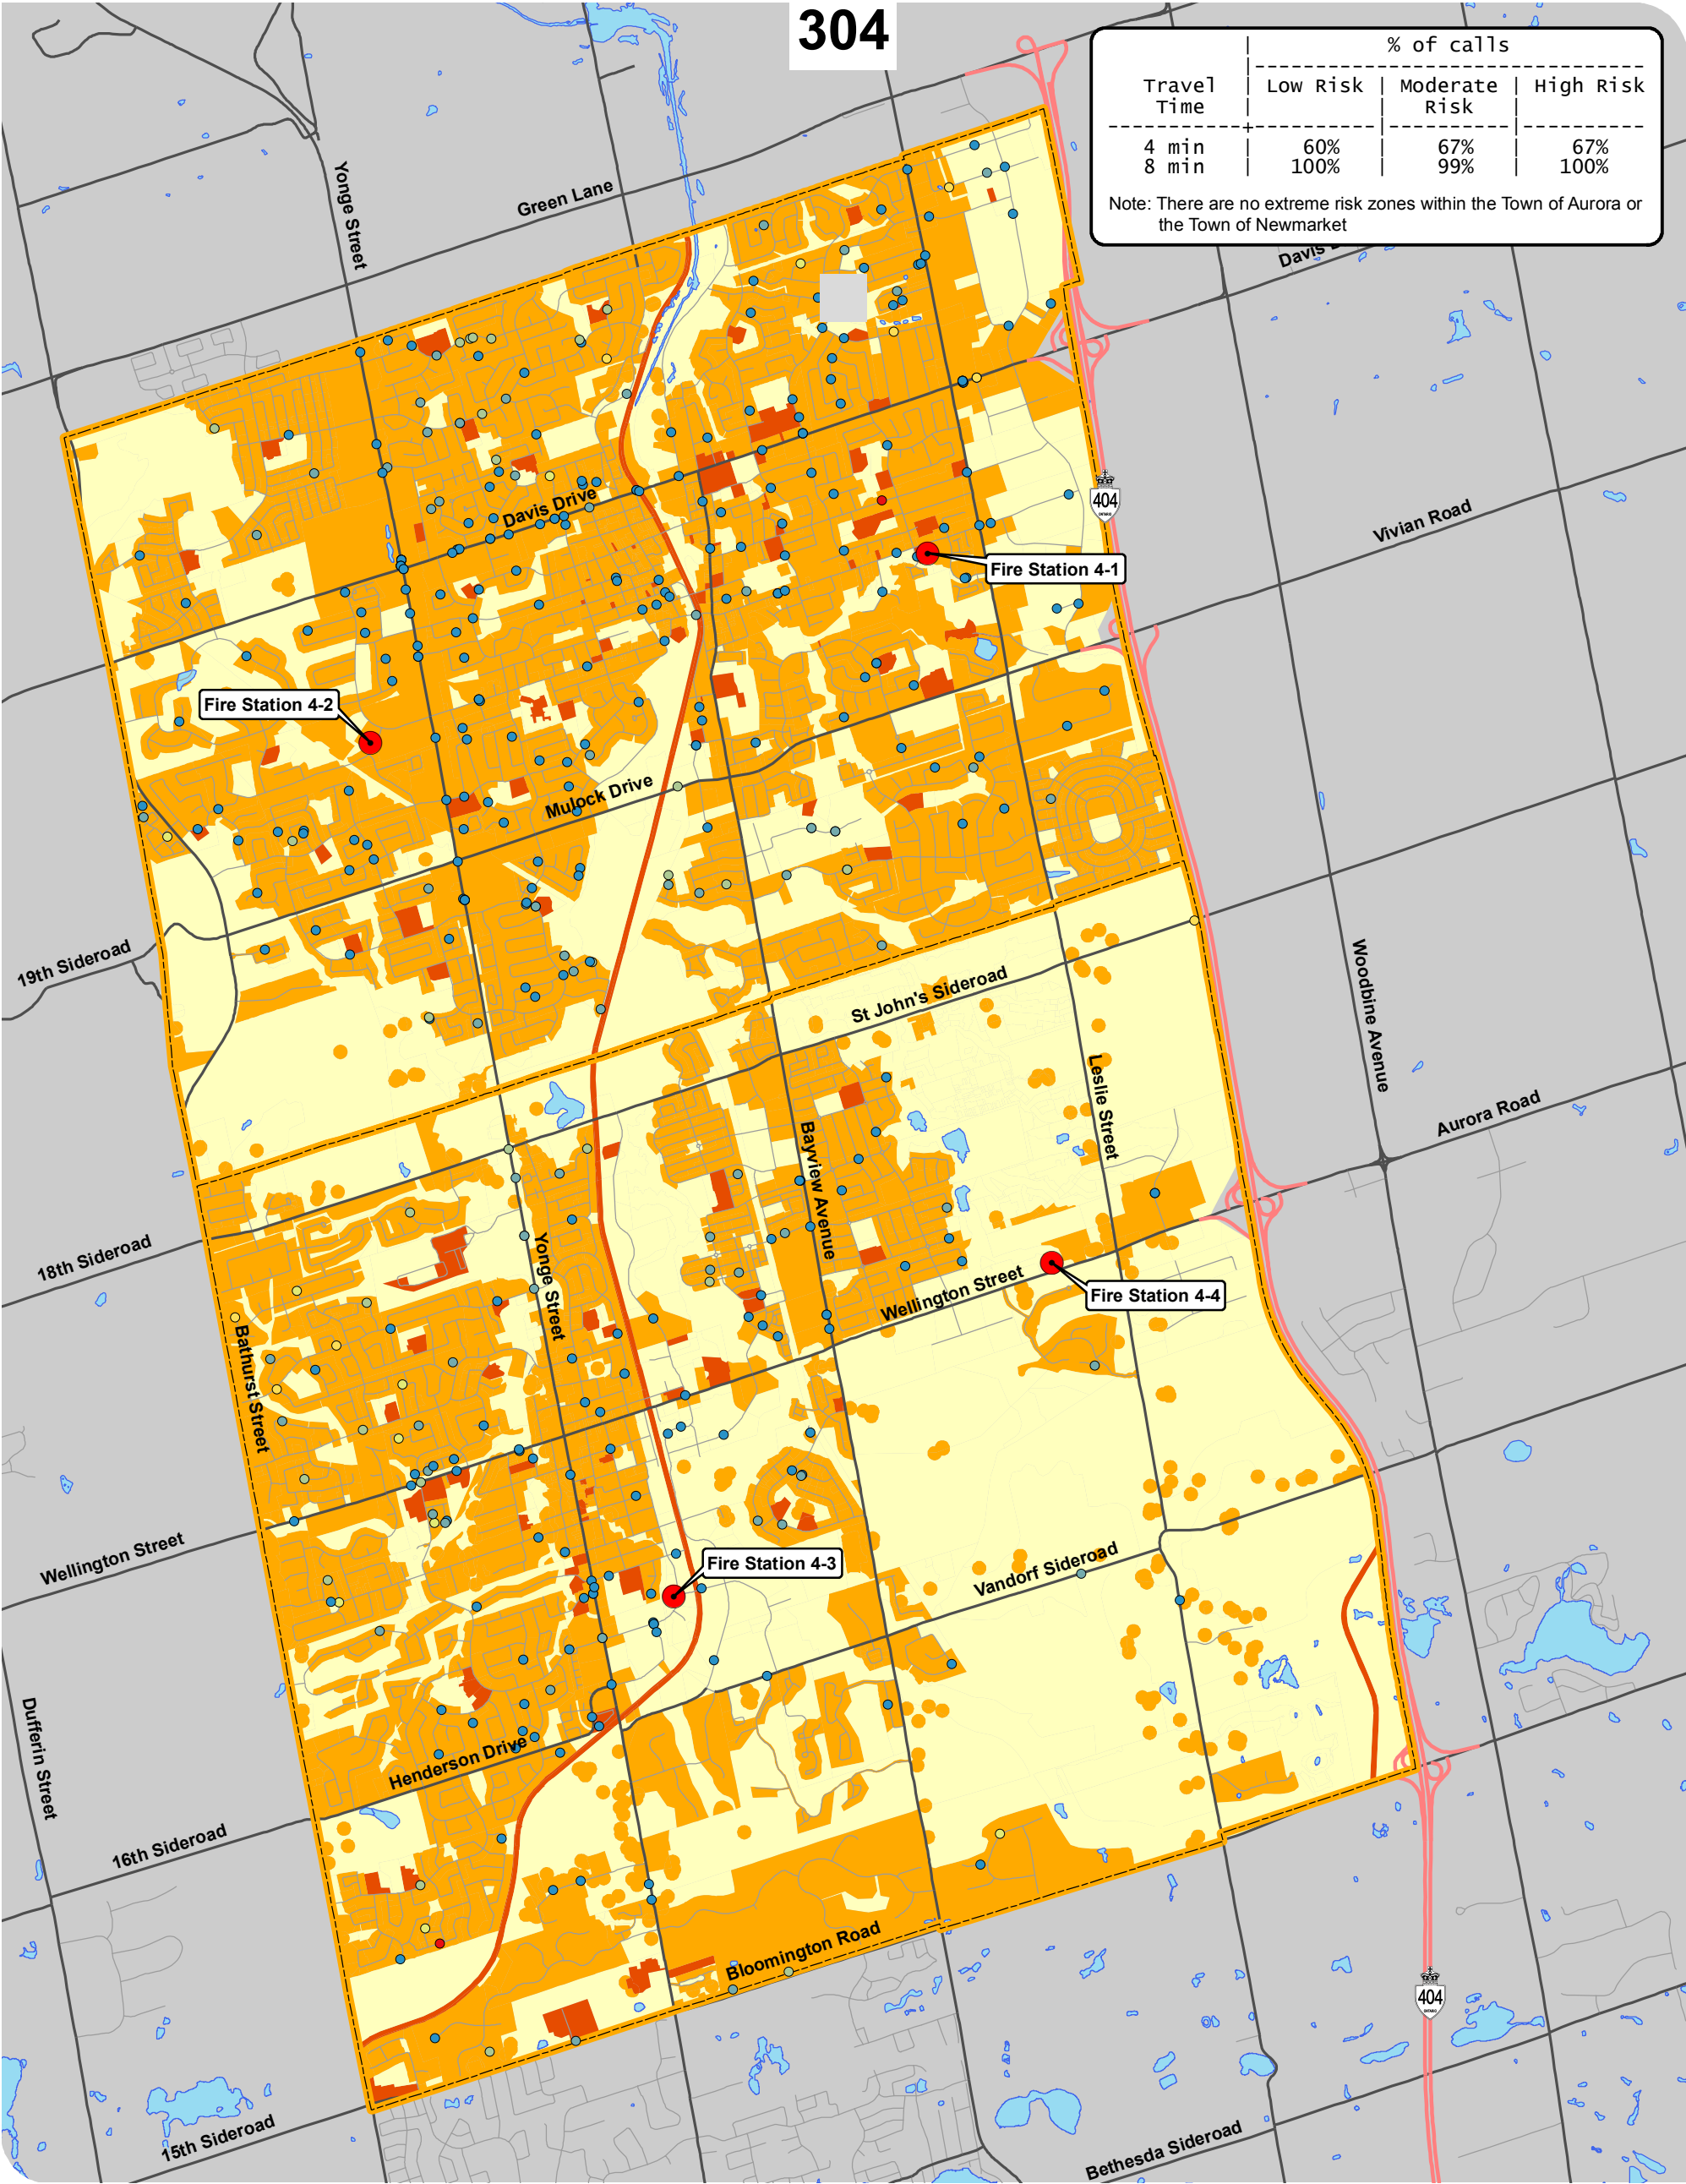 304
% of calls
Travel Time | Low Risk | Moderate Risk | High Risk
4 min | 60% | 67% | 67%
8 min | 100% | 99% | 100%
Note: There are no extreme risk zones within the Town of Aurora or
the Town of Newmarket
Green Lane
Yonge Street
Davis
404
ONTARIO
Davis Drive
Vivian Road
Fire Station 4-1
Fire Station 4-2
Mulock Drive
19th Sideroad
St John's Sideroad
Woodbine Avenue
Leslie Street
Aurora Road
Bayview Avenue
18th Sideroad
Yonge Street
Wellington Street
Fire Station 4-4
Bathurst Street
Wellington Street
Fire Station 4-3
Vandorf Sideroad
Dufferin Street
Henderson Drive
16th Sideroad
Bloomington Road
404
ONTARIO
15th Sideroad
Bethesda Sideroad